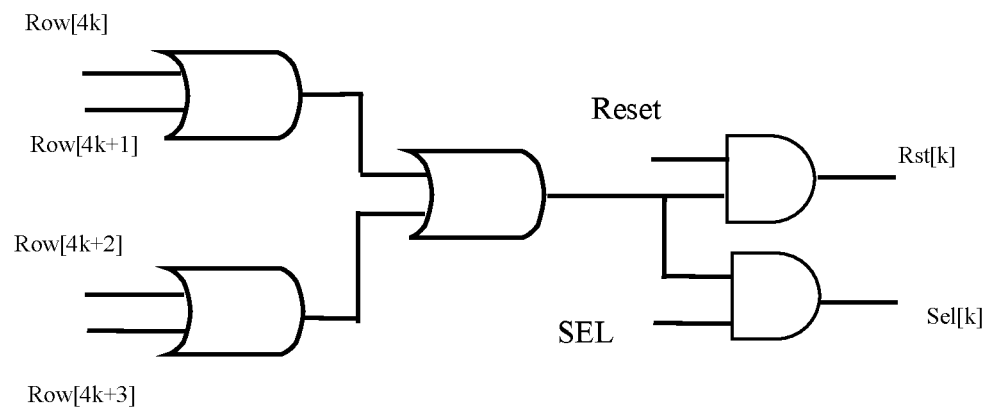 Row[4k]
Row[4k+1]
Reset
Rst[k]
Row[4k+2]
Sel[k]
SEL
Row[4k+3]